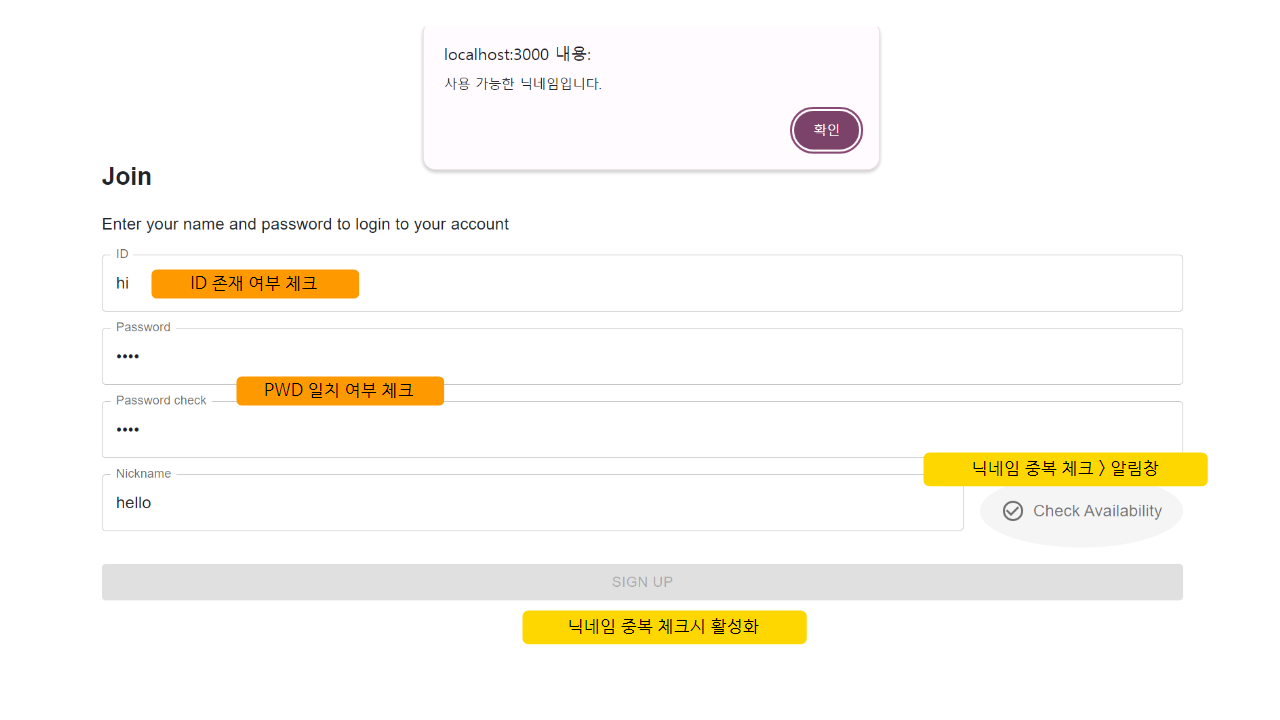 localhost:3000 내용:
사용 가능한 닉네임입니다.
확인
Join
Enter your name and password to login to your account
ID
hi
ID 존재 여부 체크
Password
••••
PWD 일치 여부 체크
Password check
••••
닉네임 중복 체크 > 알림창
Nickname
hello
Check Availability
SIGN UP
닉네임 중복 체크시 활성화